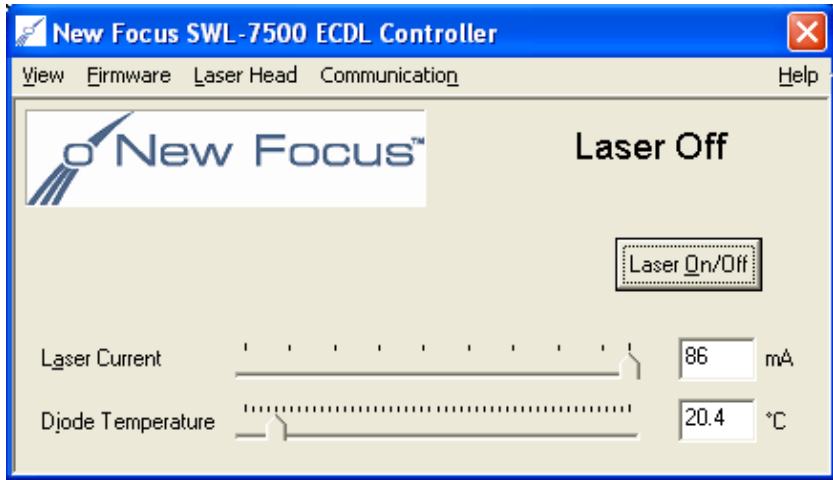 New Focus SWL-7500 ECDL Controller
View Firmware Laser Head Communication Help
New Focus™ Laser Off
Laser On/Off
Laser Current 86 mA
Diode Temperature 20.4 °C